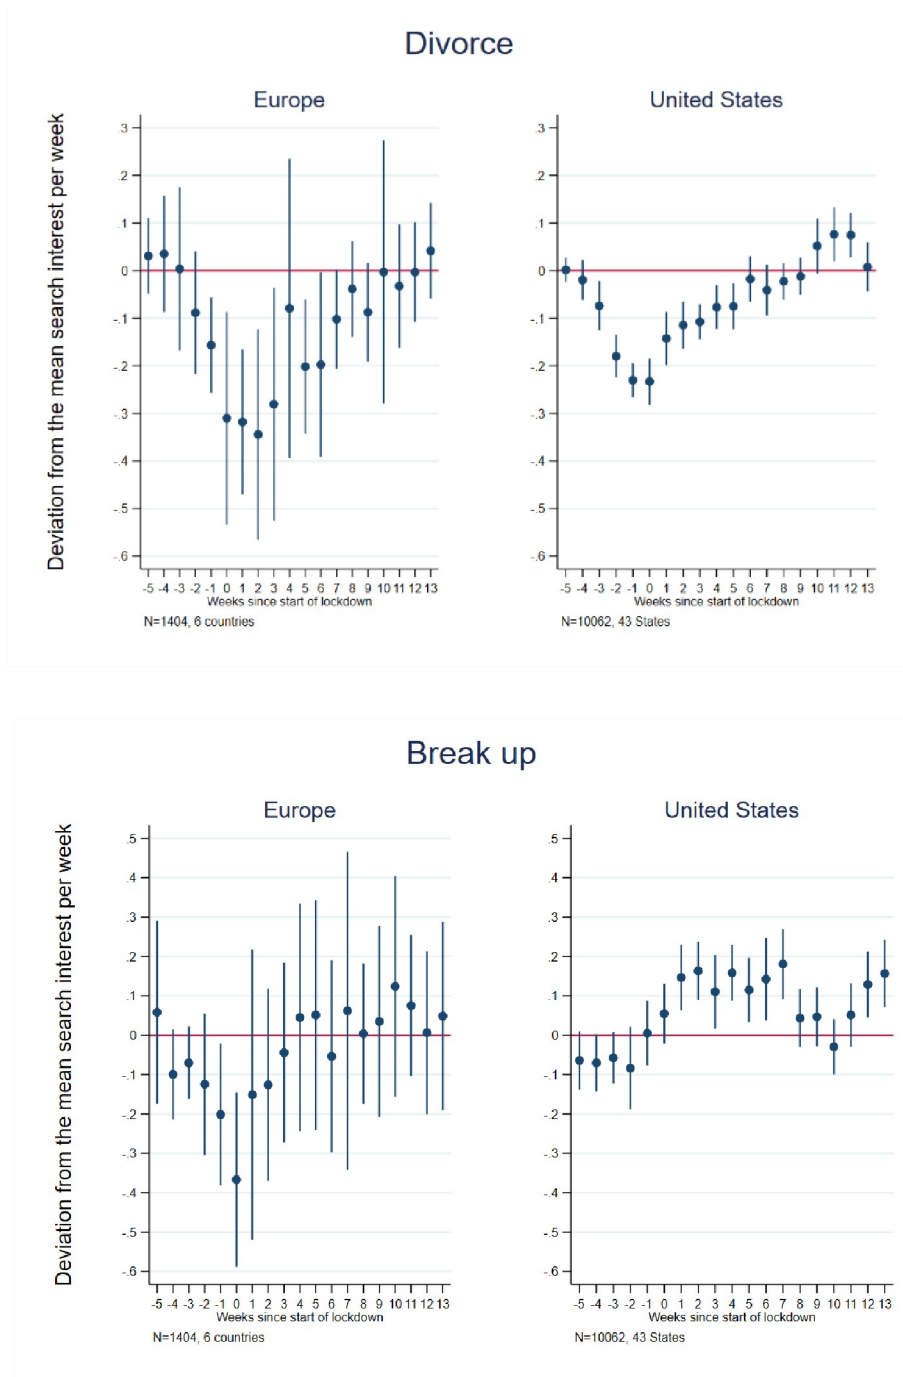 Divorce
Europe
United States
Deviation from the mean search interest per week
.3
.2
.1
0
-.1
-.2
-.3
-.4
-.5
-.6
-5 -4 -3 -2 -1 0 1 2 3 4 5 6 7 8 9 10 11 12 13
Weeks since start of lockdown
N=1404, 6 countries
.3
.2
.1
0
-.1
-.2
-.3
-.4
-.5
-.6
-5 -4 -3 -2 -1 0 1 2 3 4 5 6 7 8 9 10 11 12 13
Weeks since start of lockdown
N=10062, 43 States
Break up
Europe
United States
Deviation from the mean search interest per week
.5
.4
.3
.2
.1
0
-.1
-.2
-.3
-.4
-.5
-.6
-5 -4 -3 -2 -1 0 1 2 3 4 5 6 7 8 9 10 11 12 13
Weeks since start of lockdown
N=1404, 6 countries
.5
.4
.3
.2
.1
0
-.1
-.2
-.3
-.4
-.5
-.6
-5 -4 -3 -2 -1 0 1 2 3 4 5 6 7 8 9 10 11 12 13
Weeks since start of lockdown
N=10062, 43 States